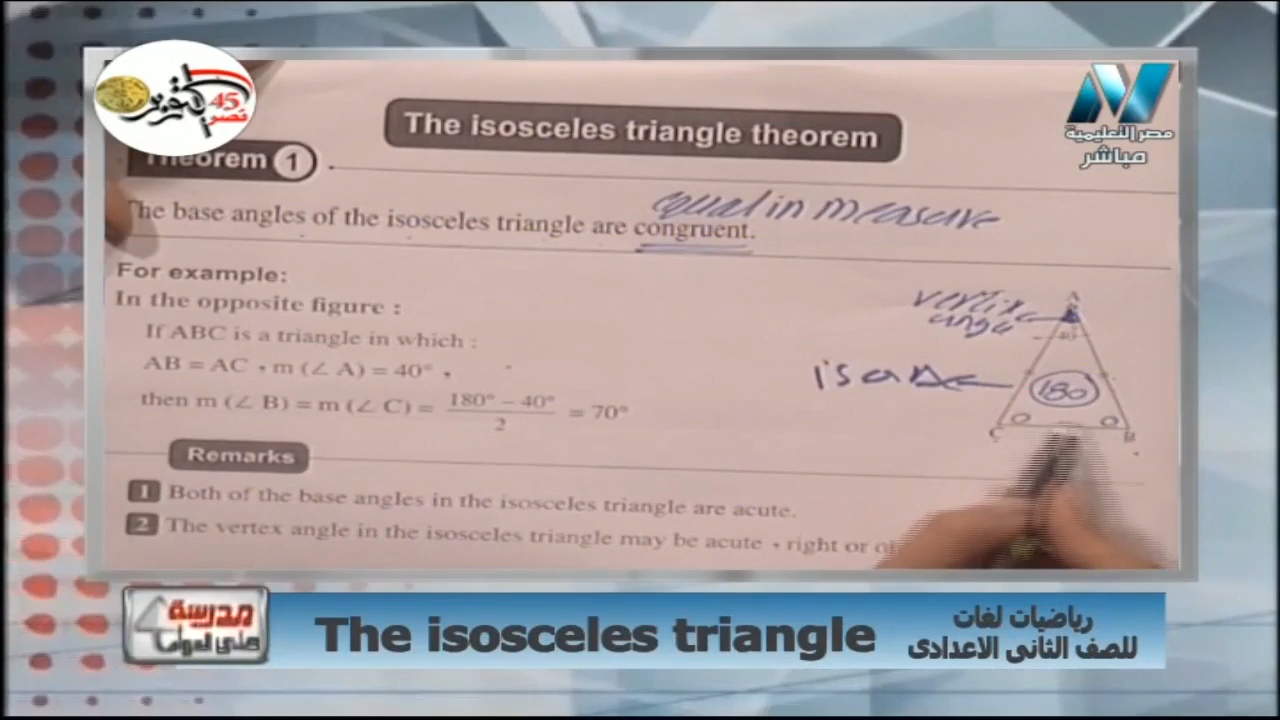 أكتوبر
45
نصر
مصر التعليمية
مباشر
The isosceles triangle theorem
Theorem 1
equal in measure
The base angles of the isosceles triangle are congruent.
For example:
In the opposite figure :
If ABC is a triangle in which :
AB = AC , m (∠ A) = 40° ,
then m (∠ B) = m (∠ C) = 180° – 40° / 2 = 70°
vertix
A
40
180
C
B
Remarks
1 Both of the base angles in the isosceles triangle are acute.
2 The vertex angle in the isosceles triangle may be acute , right or
مدرسة
على الهواء
The isosceles triangle
رياضيات لغات
للصف الثانى الاعدادى